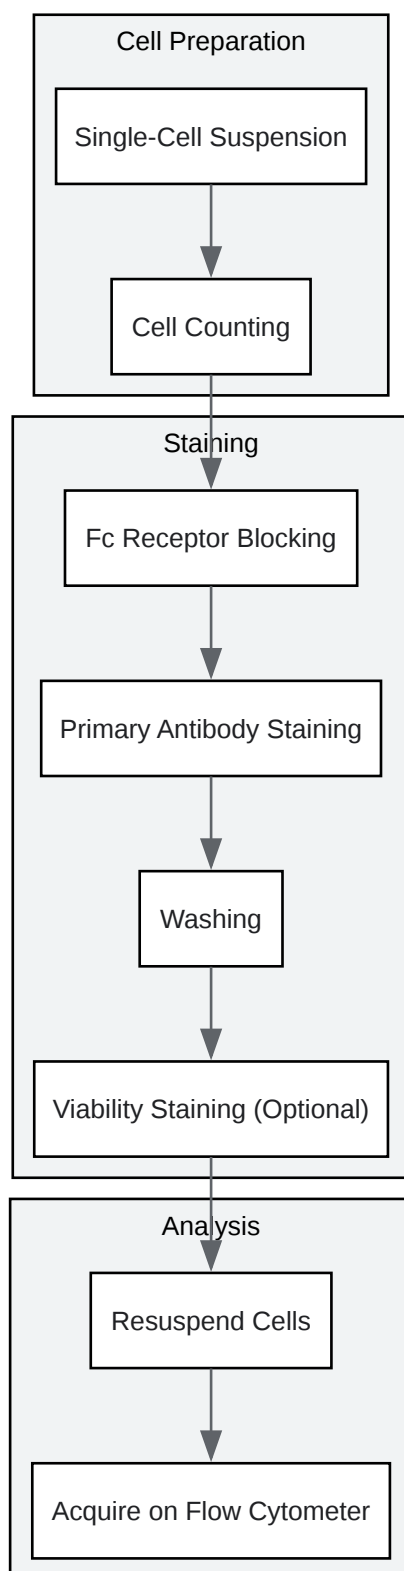 Cell Preparation
Single-Cell Suspension
Cell Counting
Staining
Fc Receptor Blocking
Primary Antibody Staining
Washing
Viability Staining (Optional)
Analysis
Resuspend Cells
Acquire on Flow Cytometer